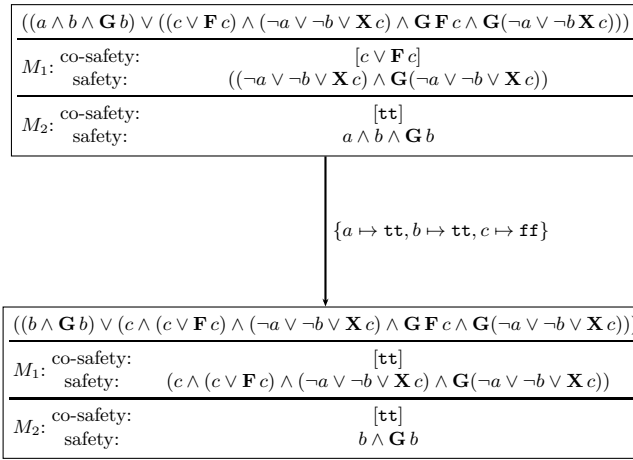 ((a ∧ b ∧ G b) ∨ ((c ∨ F c) ∧ (¬a ∨ ¬b ∨ X c) ∧ G F c ∧ G(¬a ∨ ¬b X c)))
M₁: co-safety: [c ∨ F c]
safety: ((¬a ∨ ¬b ∨ X c) ∧ G(¬a ∨ ¬b ∨ X c))
M₂: co-safety: [tt]
safety: a ∧ b ∧ G b
{a ↦ tt, b ↦ tt, c ↦ ff}
((b ∧ G b) ∨ (c ∧ (c ∨ F c) ∧ (¬a ∨ ¬b ∨ X c) ∧ G F c ∧ G(¬a ∨ ¬b ∨ X c)))
M₁: co-safety: [tt]
safety: (c ∧ (c ∨ F c) ∧ (¬a ∨ ¬b ∨ X c) ∧ G(¬a ∨ ¬b ∨ X c))
M₂: co-safety: [tt]
safety: b ∧ G b